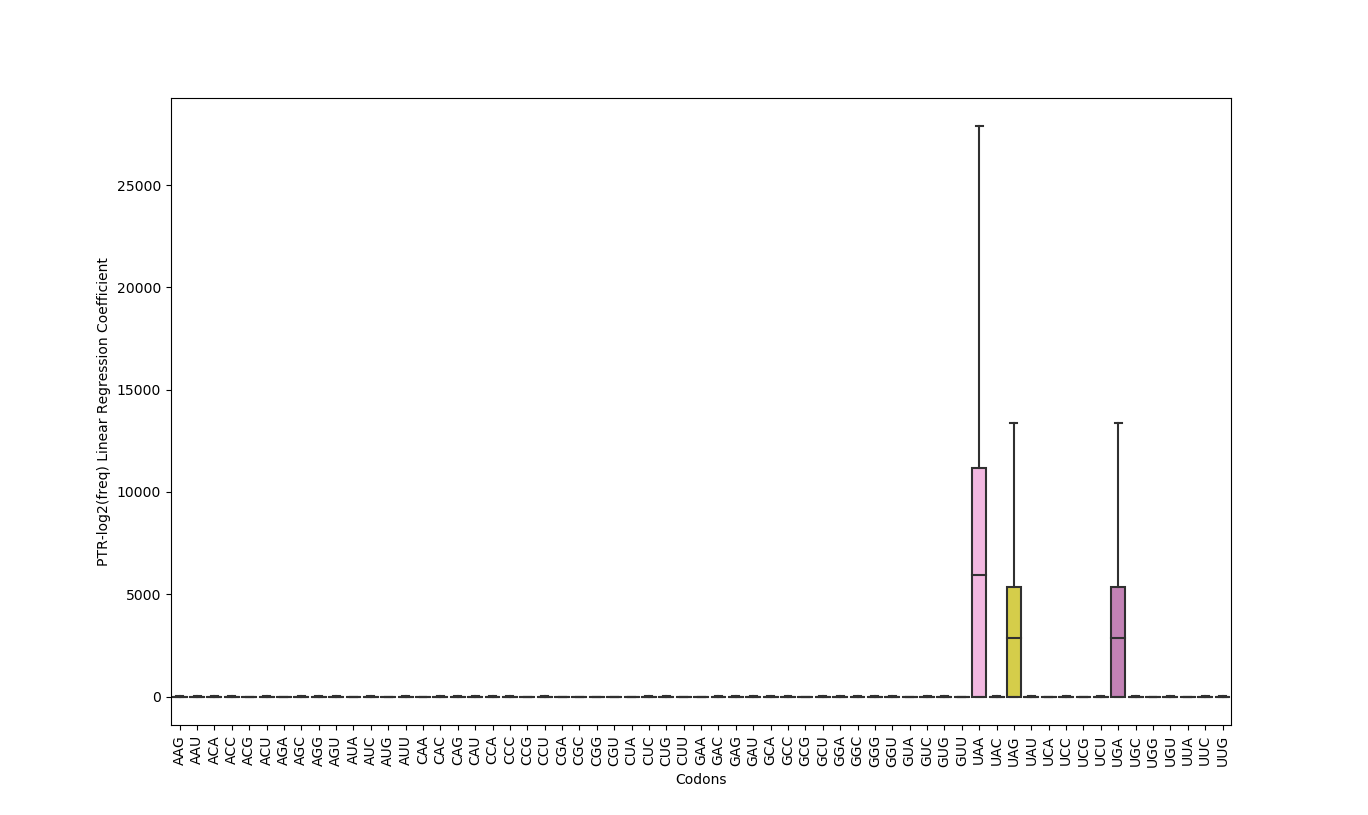 PTR-log2(freq) Linear Regression Coefficient
25000
20000
15000
10000
5000
0
AAG AAU ACA ACC ACG ACU AGA AGC AGG AGU AUA AUC AUG AUU CAA CAC CAG CAU CCA CCC CCG CCU CGA CGC CGG CGU CUA CUC CUG CUU GAA GAC GAG GAU GCA GCC GCG GCU GGA GGC GGG GGU GUA GUC GUG GUU UAA UAC UAG UAU UCA UCC UCG UCU UGA UGC UGG UGU UUA UUC UUG
Codons